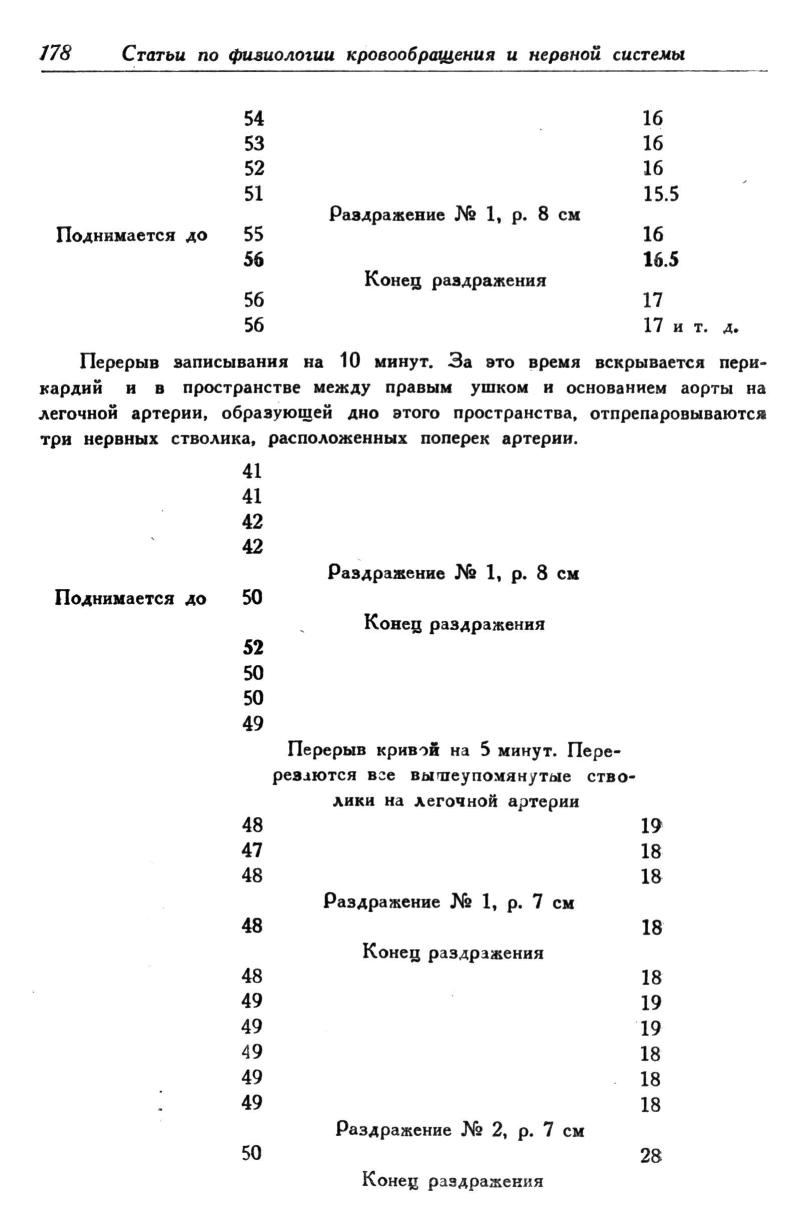 178 Статьи по физиологии кровообращения и нервной системы
54 16
53 16
52 16
51 15.5
Раздражение № 1, р. 8 см
Поднимается до 55 16
56 16.5
Конец раздражения
56 17
56 17 и т. д.
Перерыв записывания на 10 минут. За это время вскрывается пери-
кардий и в пространстве между правым ушком и основанием аорты на
легочной артерии, образующей дно этого пространства, отпрепаровываются
три нервных стволика, расположенных поперек артерии.
41
41
42
42
Раздражение № 1, р. 8 см
Поднимается до 50
Конец раздражения
52
50
50
49
Перерыв кривой на 5 минут. Пере-
резаются все вышеупомянутые ство-
лики на легочной артерии
48 19
47 18
48 18
Раздражение № 1, р. 7 см
48 18
Конец раздражения
48 18
49 19
49 19
49 18
49 18
49 18
Раздражение № 2, р. 7 см
50 28
Конец раздражения